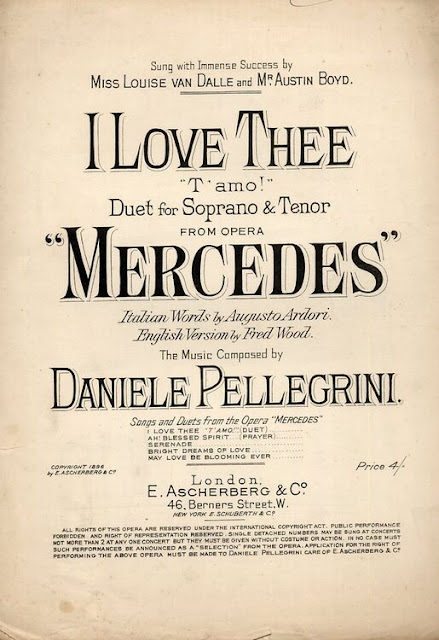 Sung with Immense Success by
MISS LOUISE VAN DALLE and MR. AUSTIN BOYD.
I LOVE THEE
"T'amo!"
Duet for Soprano & Tenor
FROM OPERA
"MERCEDES"
Italian Words by Augusto Ardori.
English Version by Fred Wood.
The Music Composed by
DANIELE PELLEGRINI.
Songs and Duets from the Opera "MERCEDES"
I LOVE THEE "T'AMO!" (DUET)..........
AH! BLESSED SPIRIT.. (PRAYER)..........
SERENADE ..........
BRIGHT DREAMS OF LOVE..........
MAY LOVE BE BLOOMING EVER ..........
COPYRIGHT 1896
by E. ASCHERBERG & Co.
Price 4/-
London,
E. ASCHERBERG & Co.
46, Berners Street, W.
NEW YORK E. SCHUBERTH & Co.
ALL RIGHTS OF THIS OPERA ARE RESERVED UNDER THE INTERNATIONAL COPYRIGHT ACT. PUBLIC PERFORMANCE
FORBIDDEN AND RIGHT OF REPRESENTATION RESERVED. SINGLE DETACHED NUMBERS MAY BE SUNG AT CONCERTS
NOT MORE THAN 2 AT ANY ONE CONCERT BUT THEY MUST BE GIVEN WITHOUT COSTUME OR ACTION. IN NO CASE MUST
SUCH PERFORMANCES BE ANNOUNCED AS A "SELECTION" FROM THE OPERA. APPLICATION FOR THE RIGHT OF
PERFORMING THE ABOVE OPERA MUST BE MADE TO DANIELE PELLEGRINI CARE OF E. ASCHERBERG & Co.